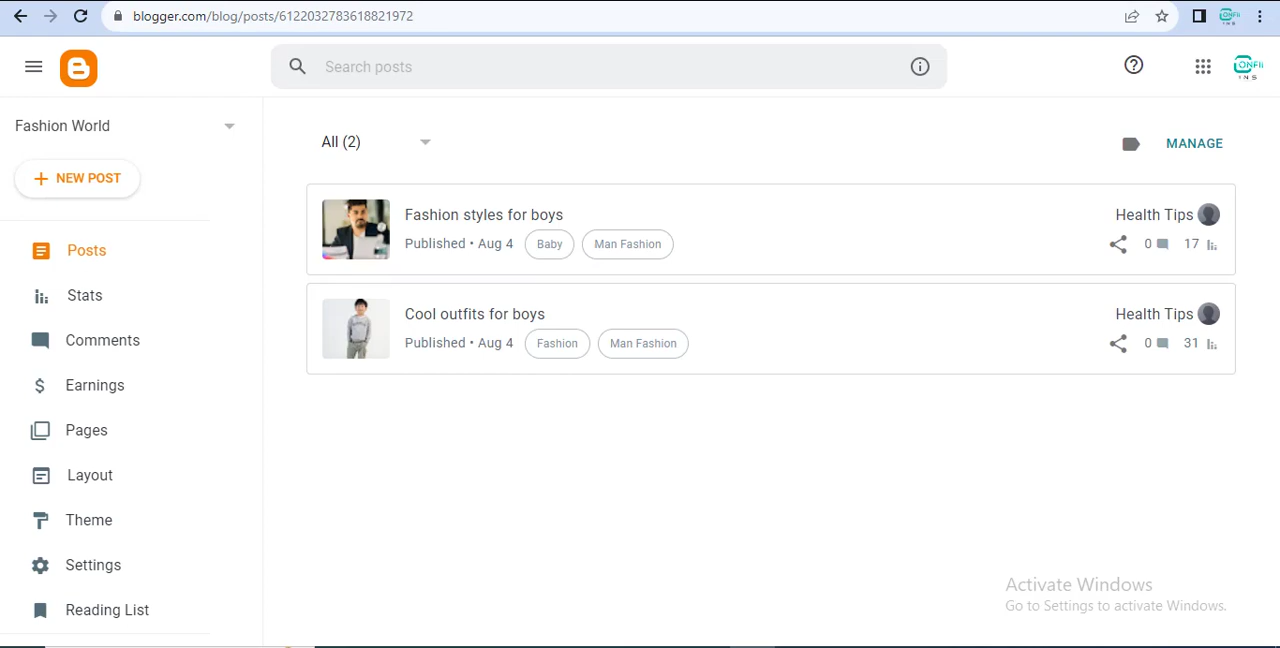 blogger.com/blog/posts/6122032783618821972
Search posts
Fashion World
NEW POST
Posts
Stats
Comments
Earnings
Pages
Layout
Theme
Settings
Reading List
All (2)
MANAGE
Fashion styles for boys
Health Tips
Published • Aug 4 Baby Man Fashion
0 17
Cool outfits for boys
Health Tips
Published • Aug 4 Fashion Man Fashion
0 31
Activate Windows
Go to Settings to activate Windows.